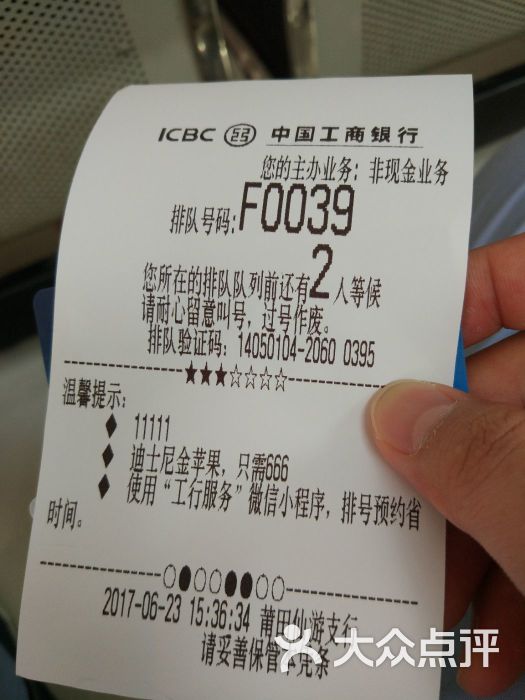 ICBC 中国工商银行
您的主办业务: 非现金业务
排队号码: F0039
您所在的排队队列前还有2人等候
请耐心留意叫号, 过号作废。
排队验证码: 14050104-2060 0395
★★★☆☆☆☆
温馨提示:
◆ 11111
◆ 迪士尼金苹果, 只需666
◆ 使用“工行服务”微信小程序, 排号预约省
时间。
2017-06-23 15:36:34 莆田仙游支行
请妥善保管本凭条
大众点评